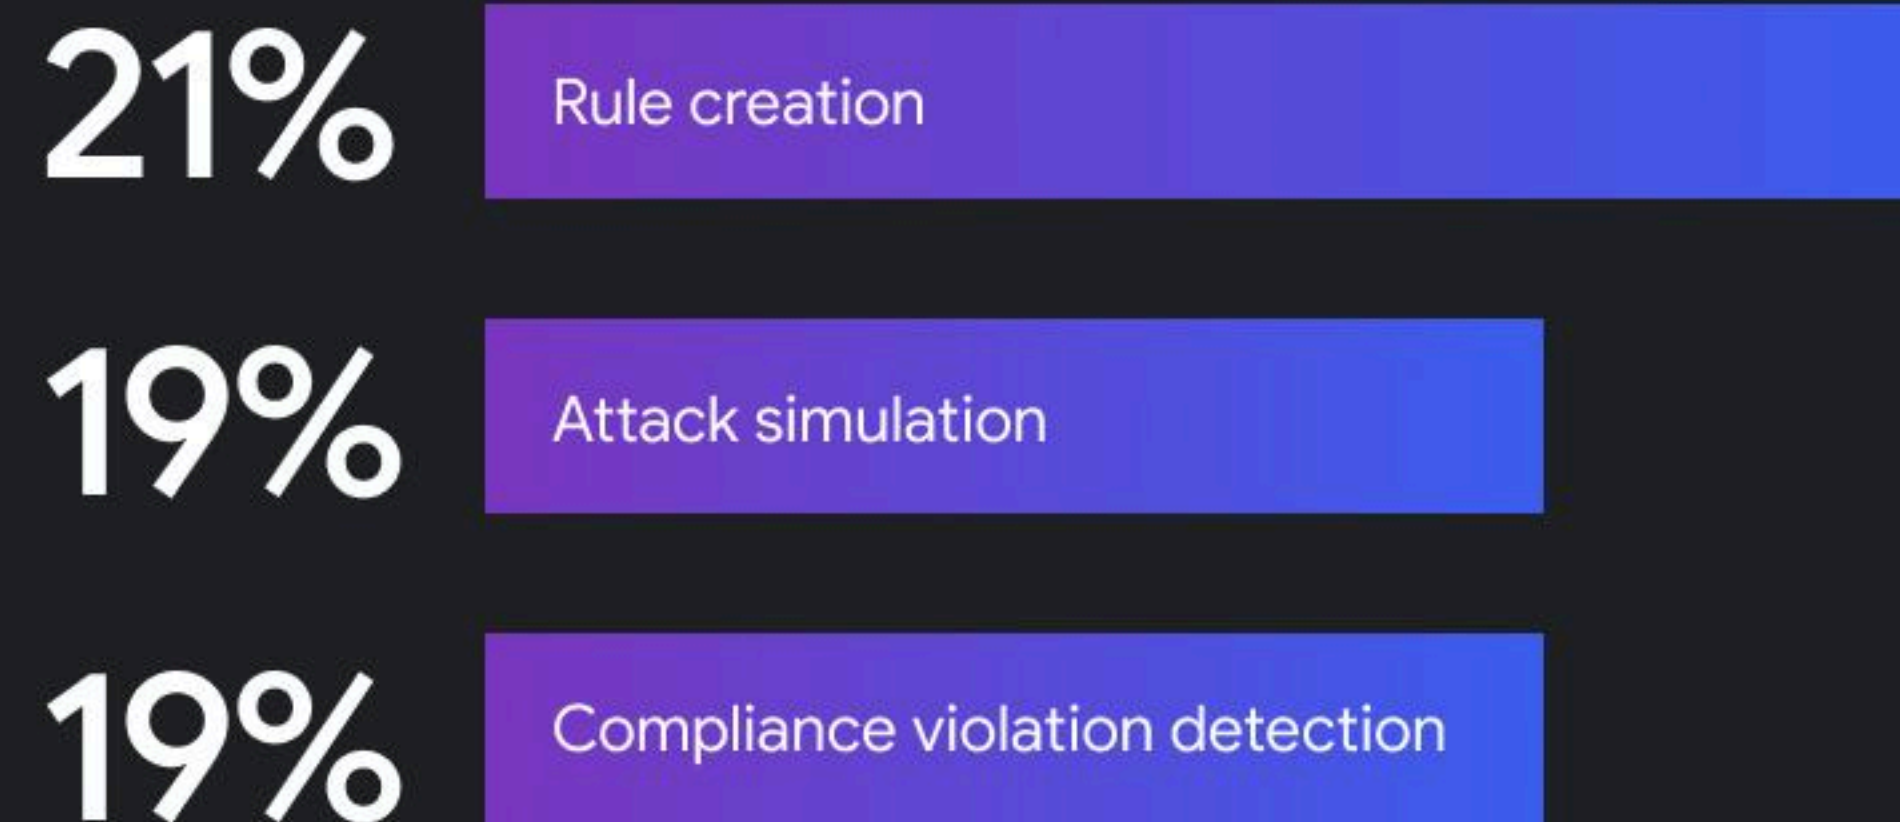 21% Rule creation
19% Attack simulation
19% Compliance violation detection